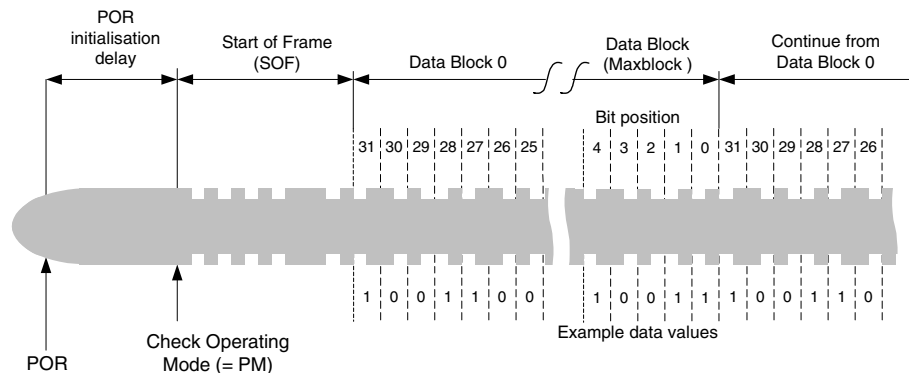 POR
initialisation
delay
Start of Frame
(SOF)
Data Block 0
Data Block
(Maxblock )
Continue from
Data Block 0
Bit position
31 30 29 28 27 26 25
4 3 2 1 0 31 30 29 28 27 26
1 0 0 1 1 0 0
1 0 0 1 1 1 0 0 1 1 0
Example data values
POR
Check Operating
Mode (= PM)